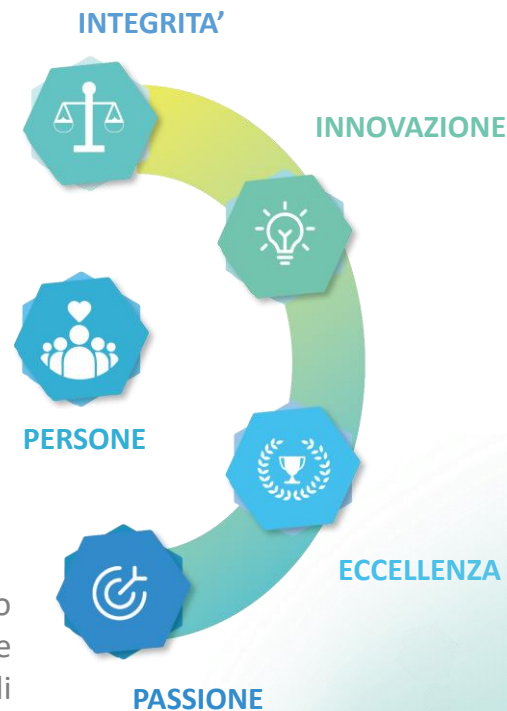 INTEGRITA’
INNOVAZIONE
PERSONE
ECCELLENZA
PASSIONE